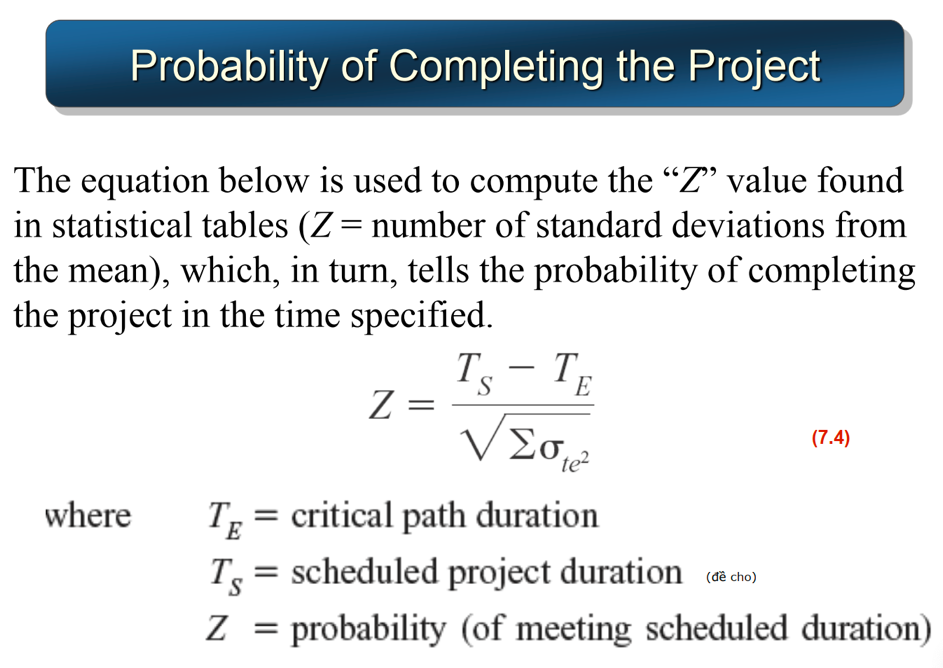 Probability of Completing the Project
The equation below is used to compute the “Z” value found
in statistical tables (Z = number of standard deviations from
the mean), which, in turn, tells the probability of completing
the project in the time specified.
Z = \frac{T_S - T_E}{\sqrt{\Sigma\sigma_{te^2}}}
(7.4)
where T_E = critical path duration
T_S = scheduled project duration (đề cho)
Z = probability (of meeting scheduled duration)